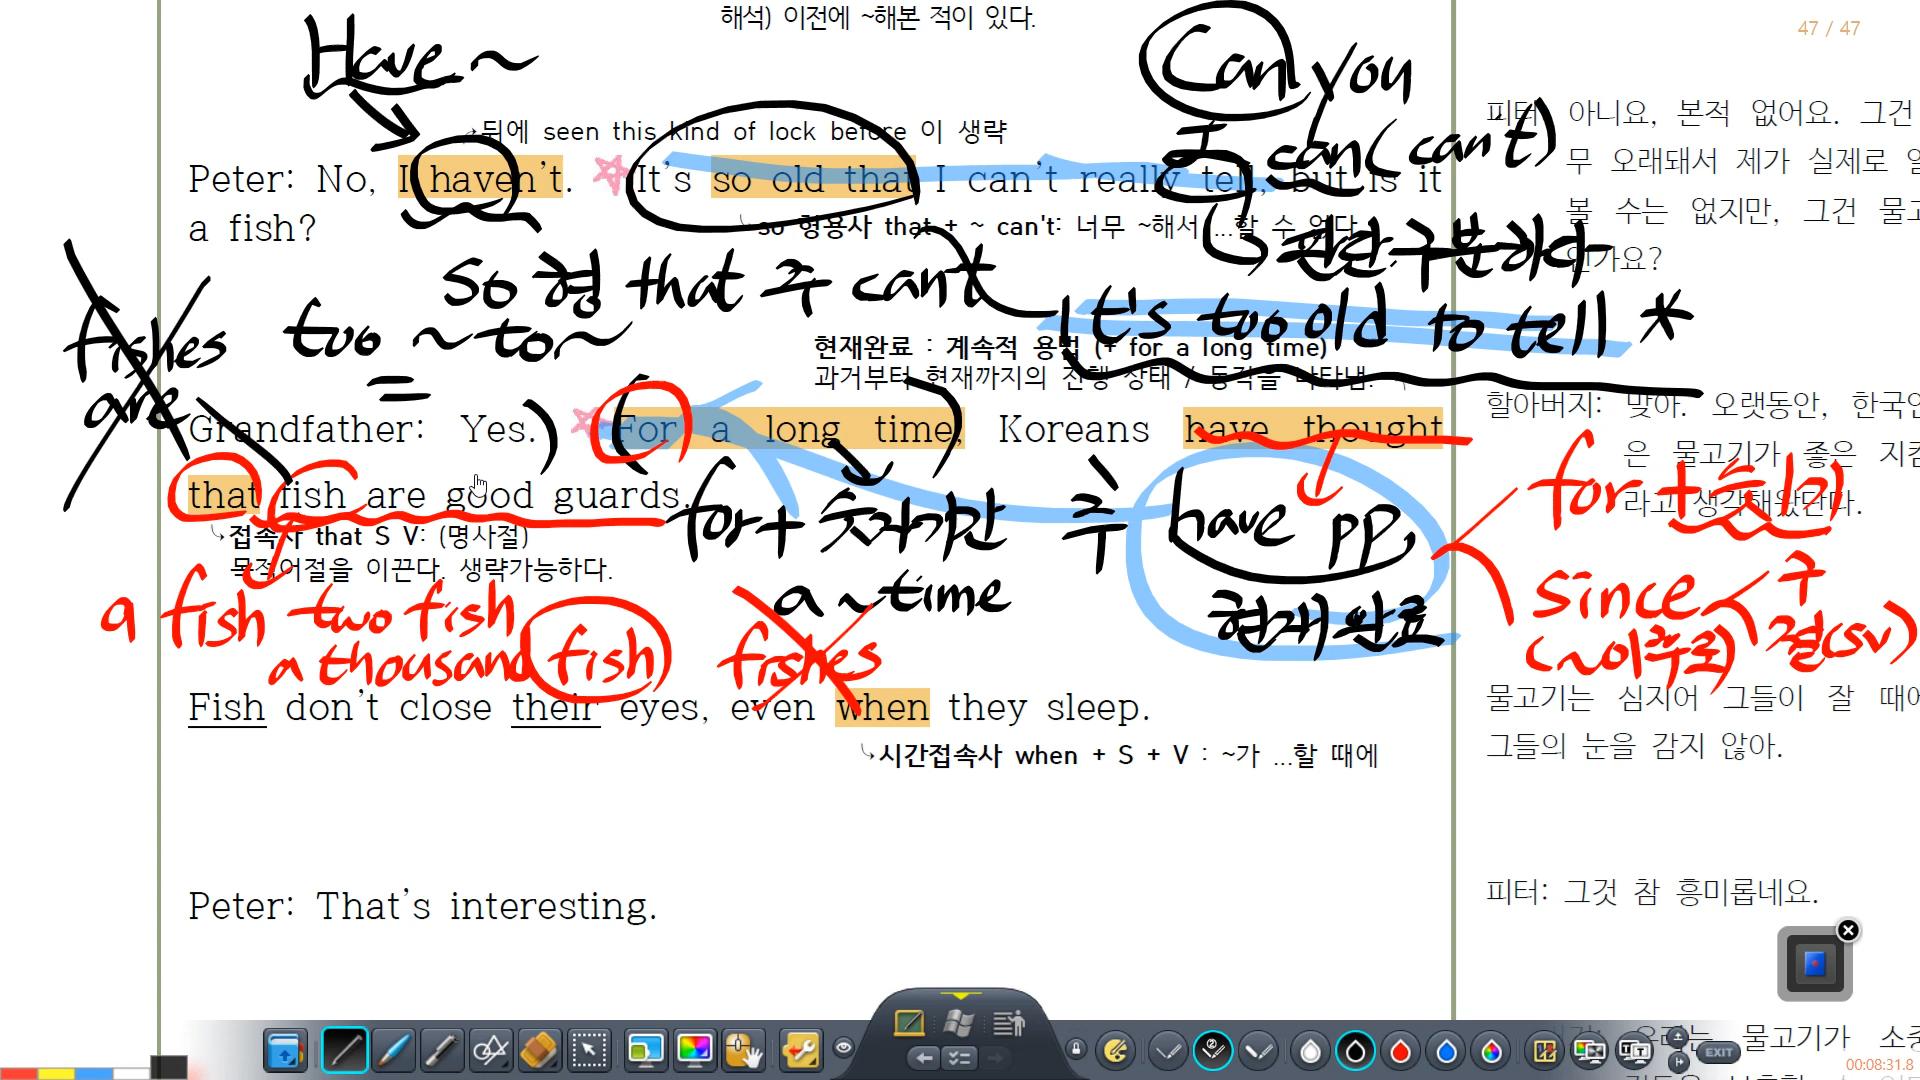 해석) 이전에 ~해본 적이 있다.
47 / 47
Have ~
Can you
뒤에 seen this kind of lock before 이 생략
주 can(can't)
Peter: No, I haven't. It's so old that I can't really tell, but is it
a fish?
so 형용사 that + ~ can't: 너무 ~해서 ...할 수 없다
판단. 구분하다
so 형 that 주 can't
too ~ to ~
=
It's too old to tell *
fishes
are
현재완료 : 계속적 용법 (+ for a long time)
과거부터 현재까지의 진행 상태 / 동작을 나타냄.
Grandfather: Yes. For a long time, Koreans have thought
that fish are good guards.
접속사 that S V: (명사절)
목적어절을 이끈다. 생략가능하다.
for + 숫자기간
a ~ time
주 have pp
현재완료
for + 숫기
since 구
(~이후로) 절(sv)
a fish two fish
a thousand fish fishes
Fish don't close their eyes, even when they sleep.
시간접속사 when + S + V : ~가 ...할 때에
Peter: That's interesting.
피터: 아니요, 본적 없어요. 그건
무 오래돼서 제가 실제로
볼 수는 없지만, 그건
인가요?
할아버지: 맞아. 오랫동안,
은 물고기가 좋은
라고 생각해왔단다.
물고기는 심지어 그들이 잘
그들의 눈을 감지 않아.
피터: 그것 참 흥미롭네요.
물고기가
EXIT
00:08:31.8